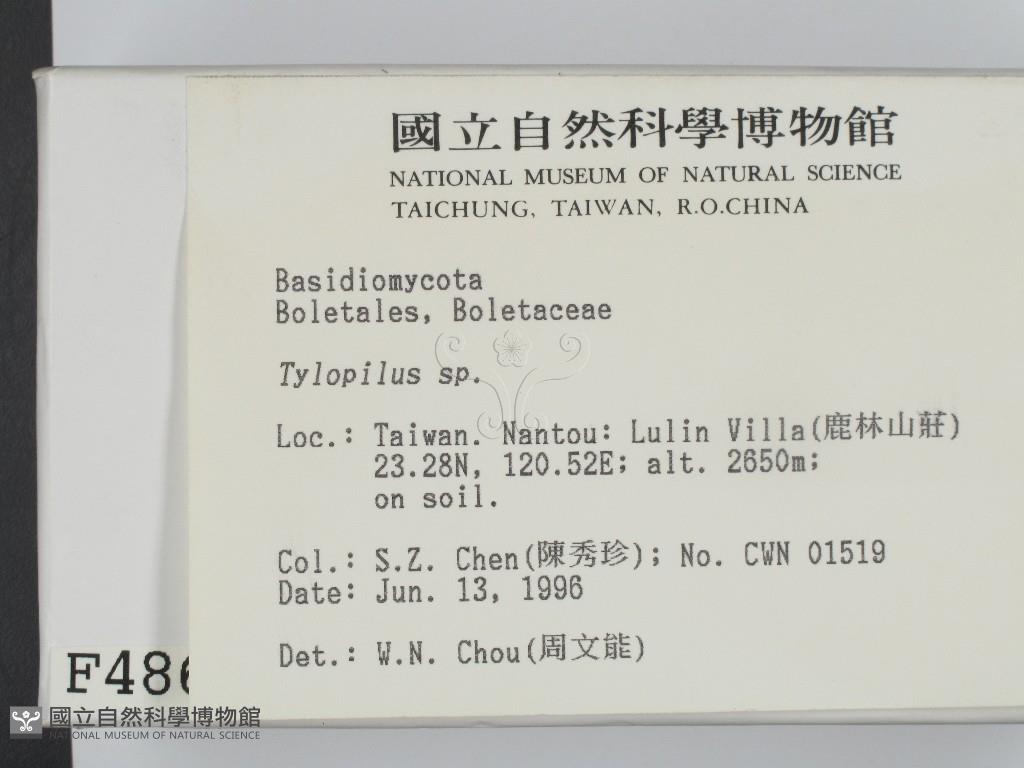 國立自然科學博物館
NATIONAL MUSEUM OF NATURAL SCIENCE
TAICHUNG, TAIWAN, R.O.CHINA
Basidiomycota
Boletales, Boletaceae
Tylopilus sp.
Loc.: Taiwan. Nantou: Lulin Villa(鹿林山莊)
23.28N, 120.52E; alt. 2650m;
on soil.
Col.: S.Z. Chen(陳秀珍); No. CWN 01519
Date: Jun. 13, 1996
Det.: W.N. Chou(周文能)
F486
國立自然科學博物館
NATIONAL MUSEUM OF NATURAL SCIENCE